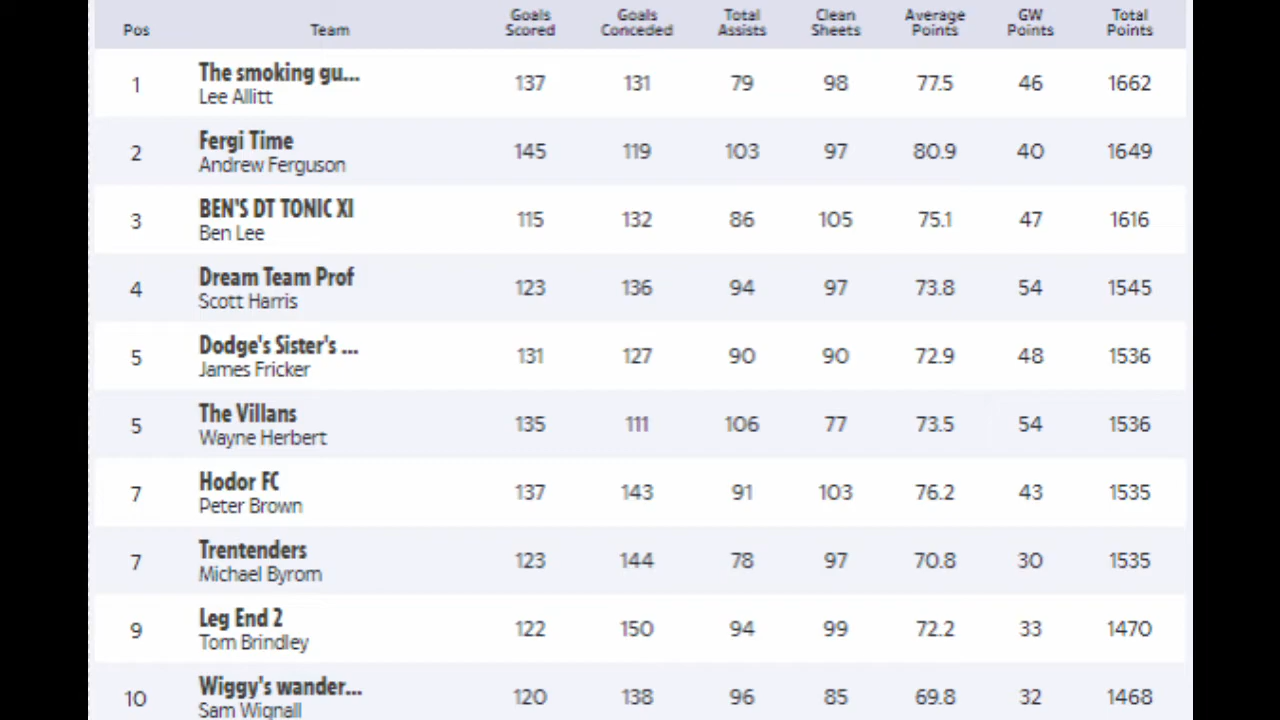 Pos Team Goals Scored Goals Conceded Total Assists Clean Sheets Average Points GW Points Total Points
1 The smoking gu... 137 131 79 98 77.5 46 1662
Lee Allitt
2 Fergi Time 145 119 103 97 80.9 40 1649
Andrew Ferguson
3 BEN'S DT TONIC XI 115 132 86 105 75.1 47 1616
Ben Lee
4 Dream Team Prof 123 136 94 97 73.8 54 1545
Scott Harris
5 Dodge's Sister's ... 131 127 90 90 72.9 48 1536
James Fricker
5 The Villans 135 111 106 77 73.5 54 1536
Wayne Herbert
7 Hodor FC 137 143 91 103 76.2 43 1535
Peter Brown
7 Trentenders 123 144 78 97 70.8 30 1535
Michael Byrom
9 Leg End 2 122 150 94 99 72.2 33 1470
Tom Brindley
10 Wiggy's wander... 120 138 96 85 69.8 32 1468
Sam Wignall